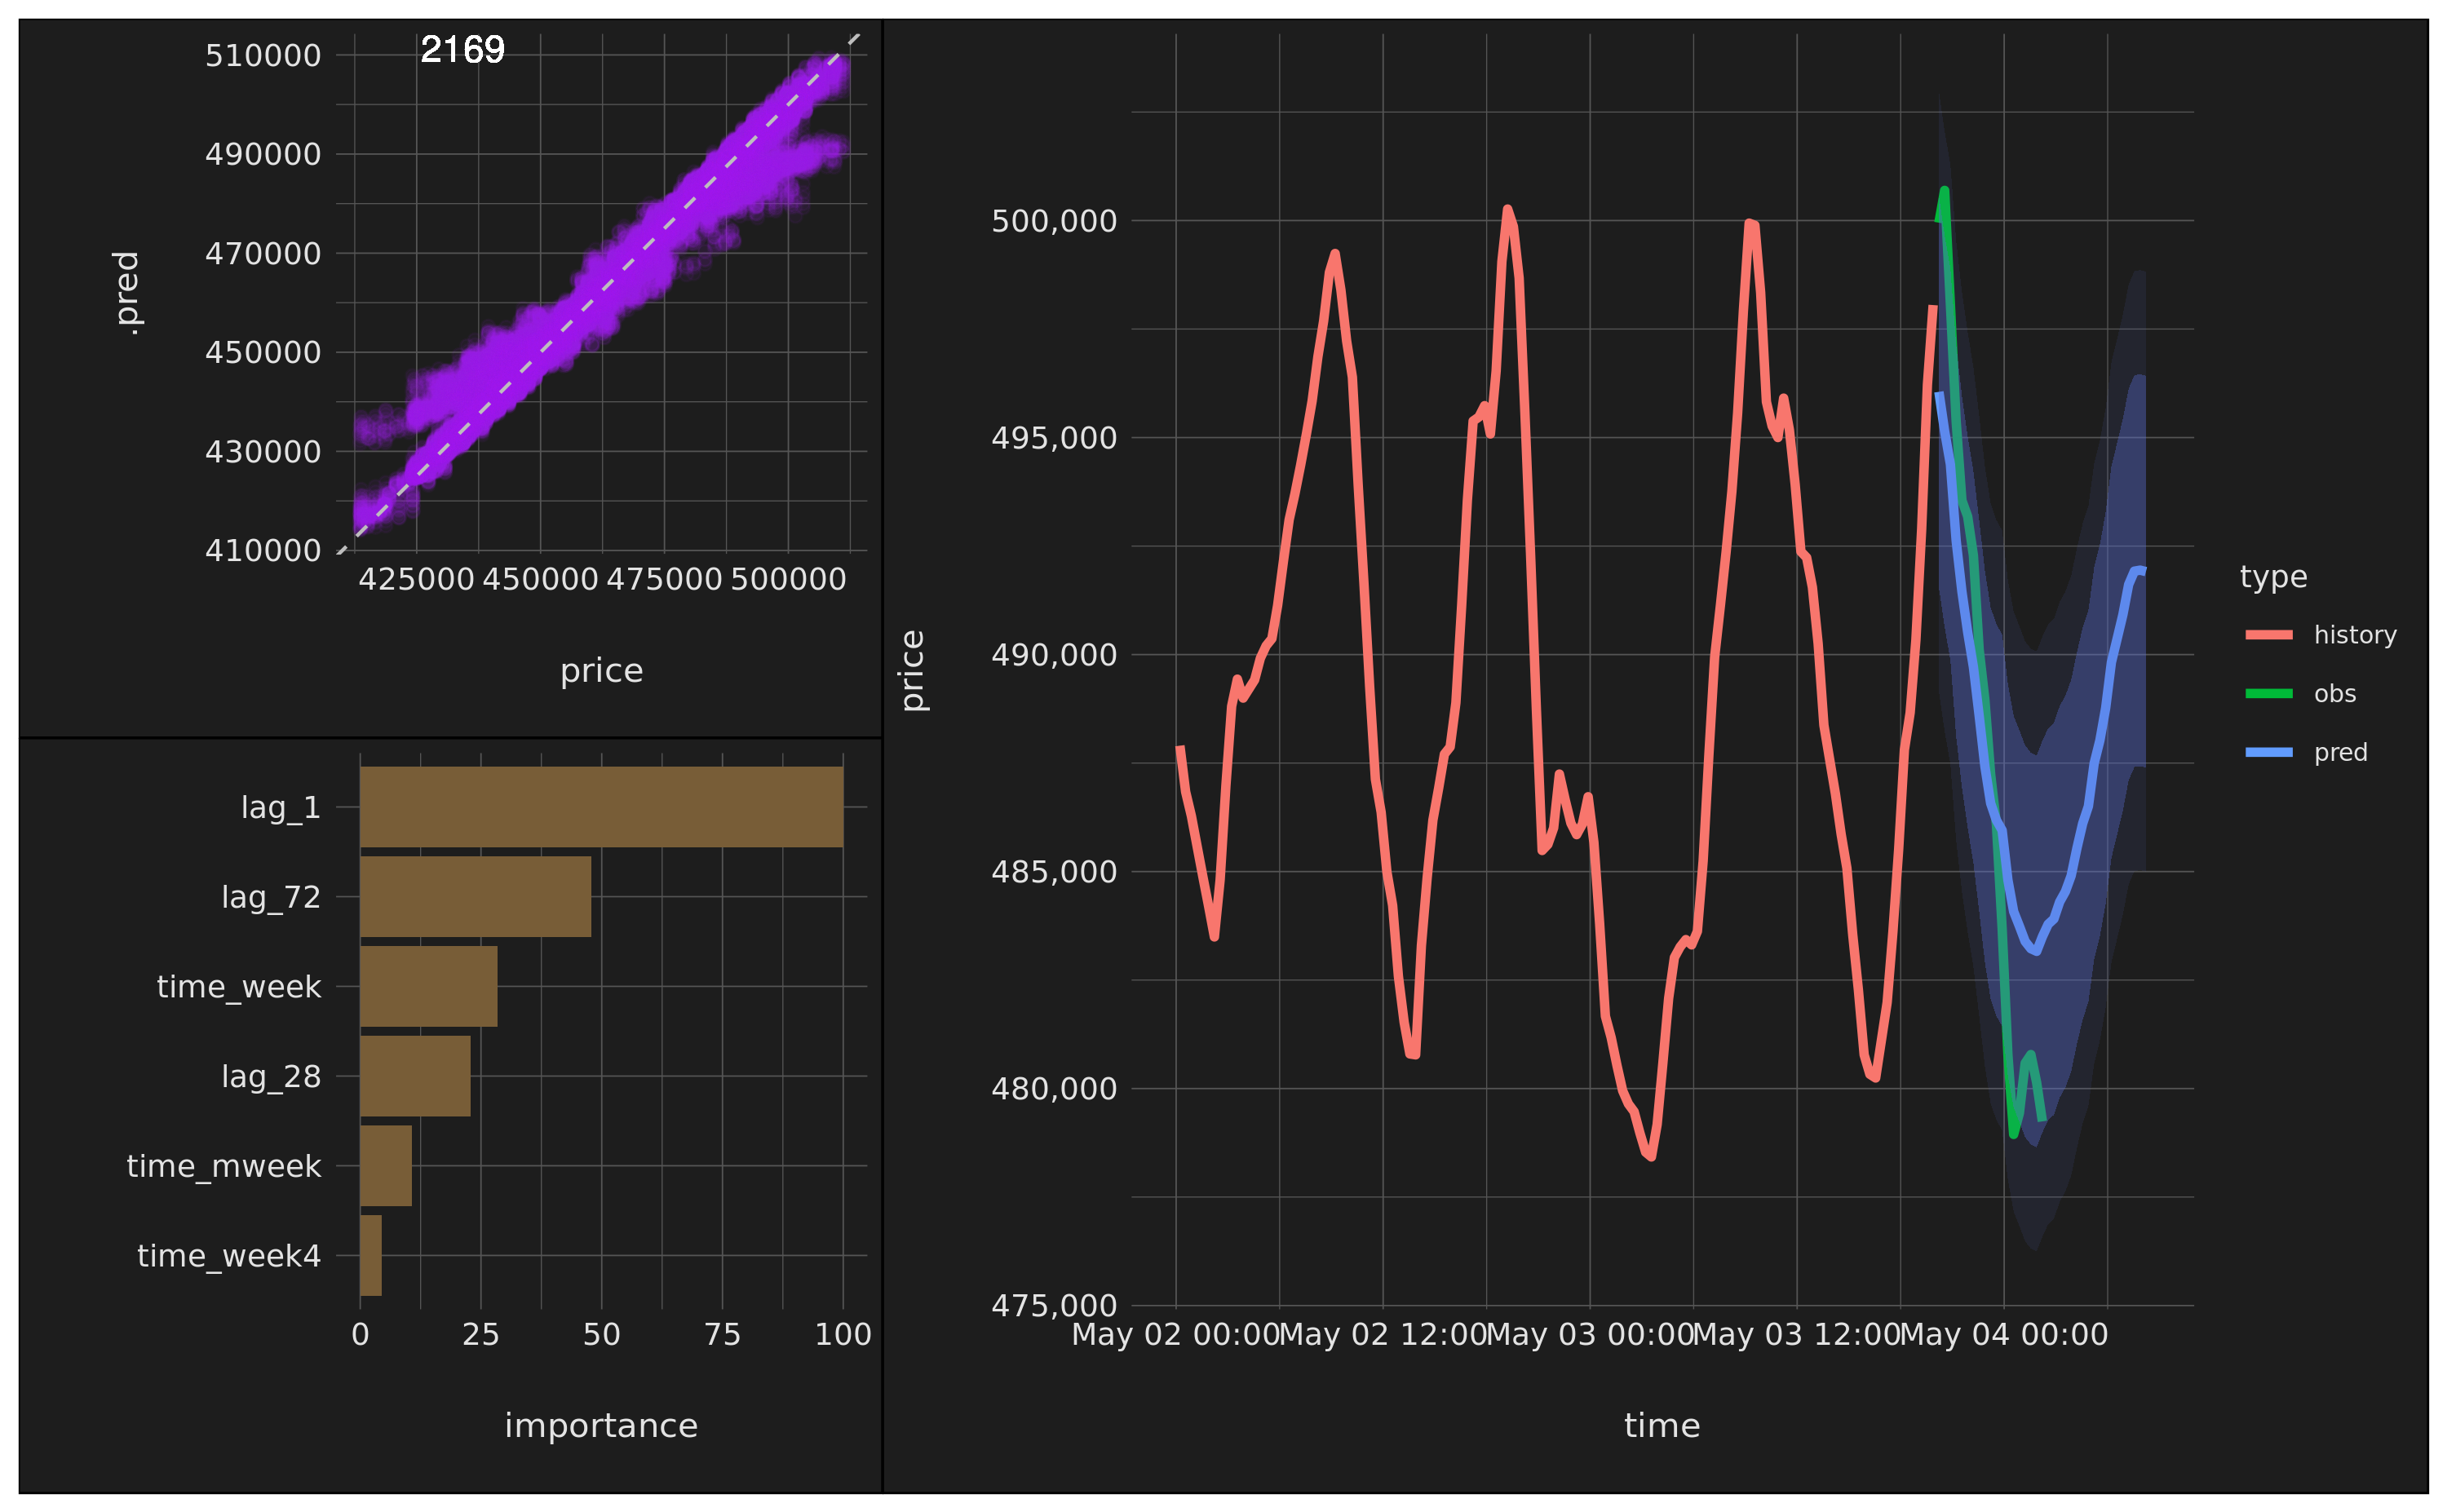 2169
510000
490000
470000
450000
430000
410000
.pred
425000 450000 475000 500000
price
lag_1
lag_72
time_week
lag_28
time_mweek
time_week4
0 25 50 75 100
importance
500,000
495,000
490,000
485,000
480,000
475,000
price
May 02 00:00 May 02 12:00 May 03 00:00 May 03 12:00 May 04 00:00
time
type
history
obs
pred